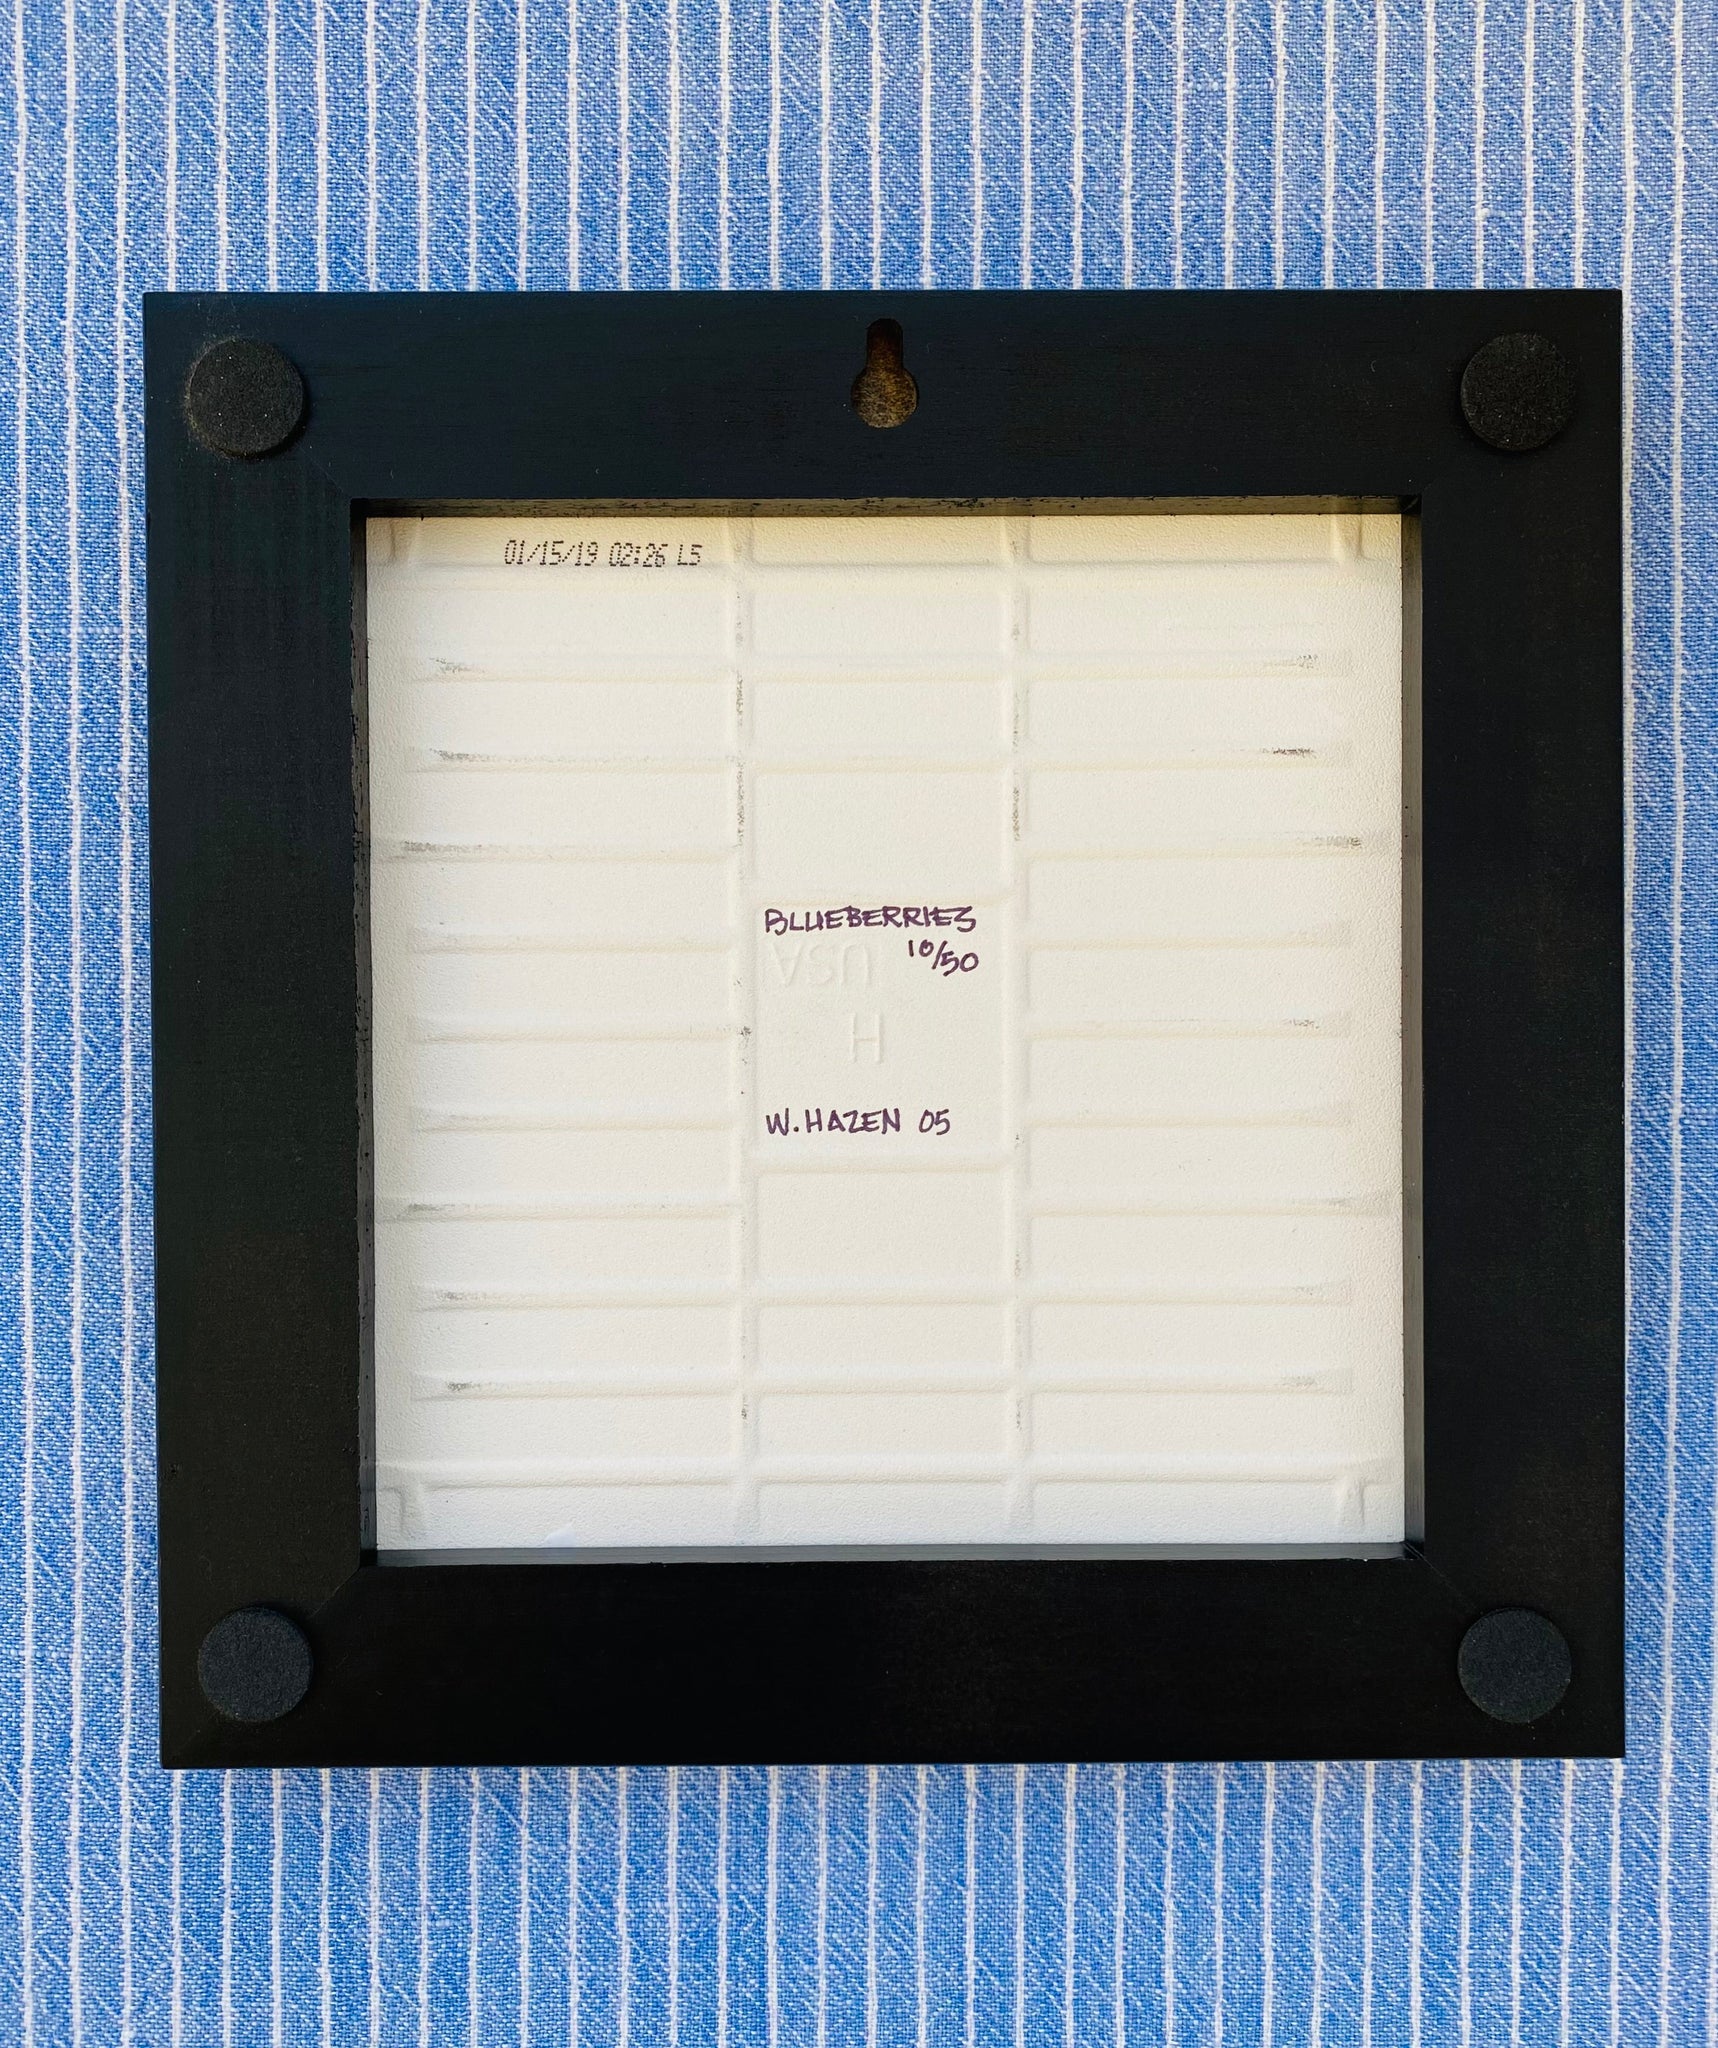 01/15/19 02:26 L5
BLUEBERRIES
10/50
USA
H
W. HAZEN 05